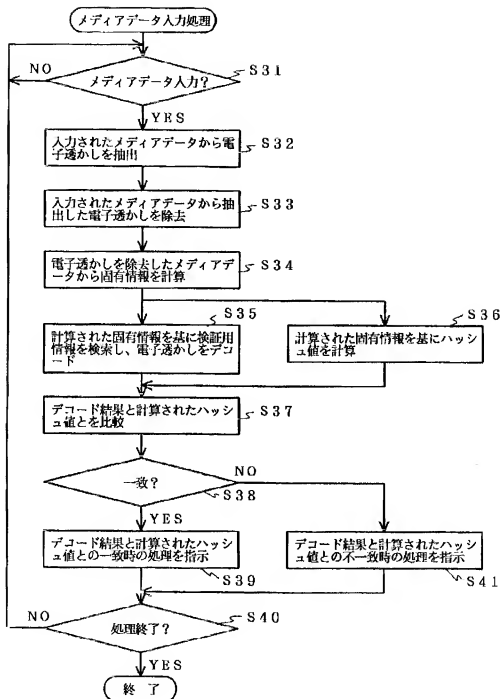 メディアデータ入力処理
NO
メディアデータ入力?
S31
YES
入力されたメディアデータから電
子透かしを抽出
S32
入力されたメディアデータから抽
出した電子透かしを除去
S33
電子透かしを除去したメディアデ
ータから固有情報を計算
S34
S35
S36
計算された固有情報を基に検証用
情報を検索し、電子透かしをデコ
ード
計算された固有情報を基にハッシ
ュ値を計算
デコード結果と計算されたハッシ
ュ値とを比較
S37
一致?
NO
S38
YES
デコード結果と計算されたハッシ
ュ値との一致時の処理を指示
S39
デコード結果と計算されたハッシ
ュ値との不一致時の処理を指示
S41
NO
処理終了?
S40
YES
終 了